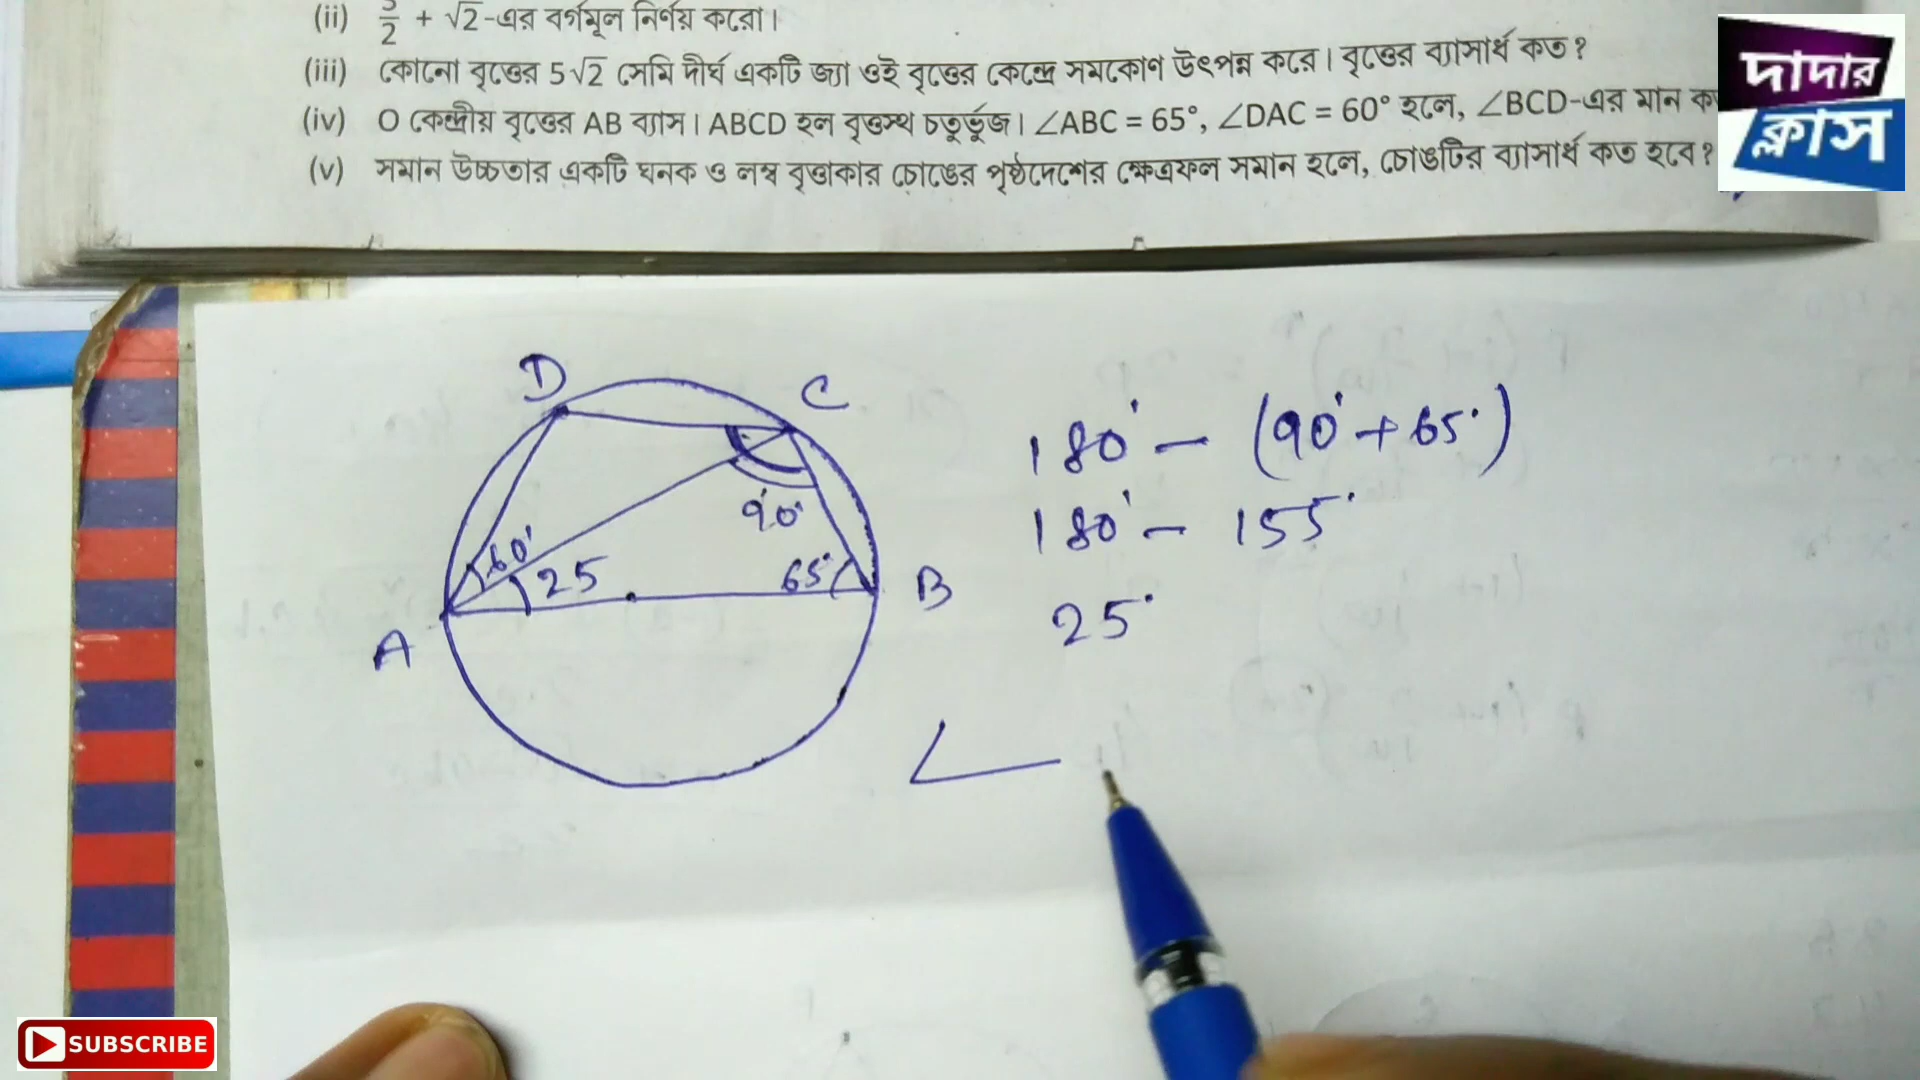 (ii) 3/2 + √2-এর বর্গমূল নির্ণয় করো।
(iii) কোনো বৃত্তের 5√2 সেমি দীর্ঘ একটি জ্যা ওই বৃত্তের কেন্দ্রে সমকোণ উৎপন্ন করে। বৃত্তের ব্যাসার্ধ কত?
(iv) O কেন্দ্রীয় বৃত্তের AB ব্যাস। ABCD হল বৃত্তস্থ চতুর্ভুজ। ∠ABC = 65°, ∠DAC = 60° হলে, ∠BCD-এর মান
(v) সমান উচ্চতার একটি ঘনক ও লম্ব বৃত্তাকার চোঙের পৃষ্ঠদেশের ক্ষেত্রফল সমান হলে, চোঙটির ব্যাসার্ধ কত হবে?
দাদার
ক্লাস
D C
180° - (90° + 65°)
90°
180° - 155°
60° 25 65° B
25°
A
SUBSCRIBE